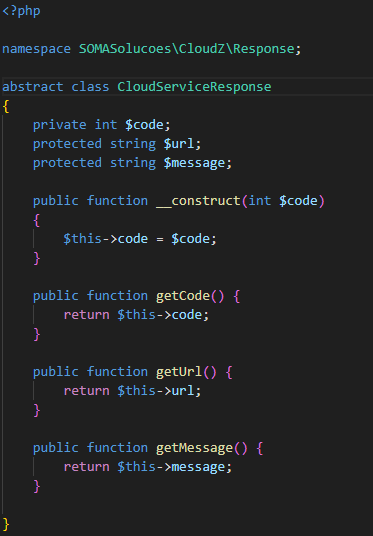 <?php
namespace SOMASolucoes\CloudZ\Response;
abstract class CloudServiceResponse
{
    private int $code;
    protected string $url;
    protected string $message;
    public function __construct(int $code)
    {
        $this->code = $code;
    }
    public function getCode() {
        return $this->code;
    }
    public function getUrl() {
        return $this->url;
    }
    public function getMessage() {
        return $this->message;
    }
}